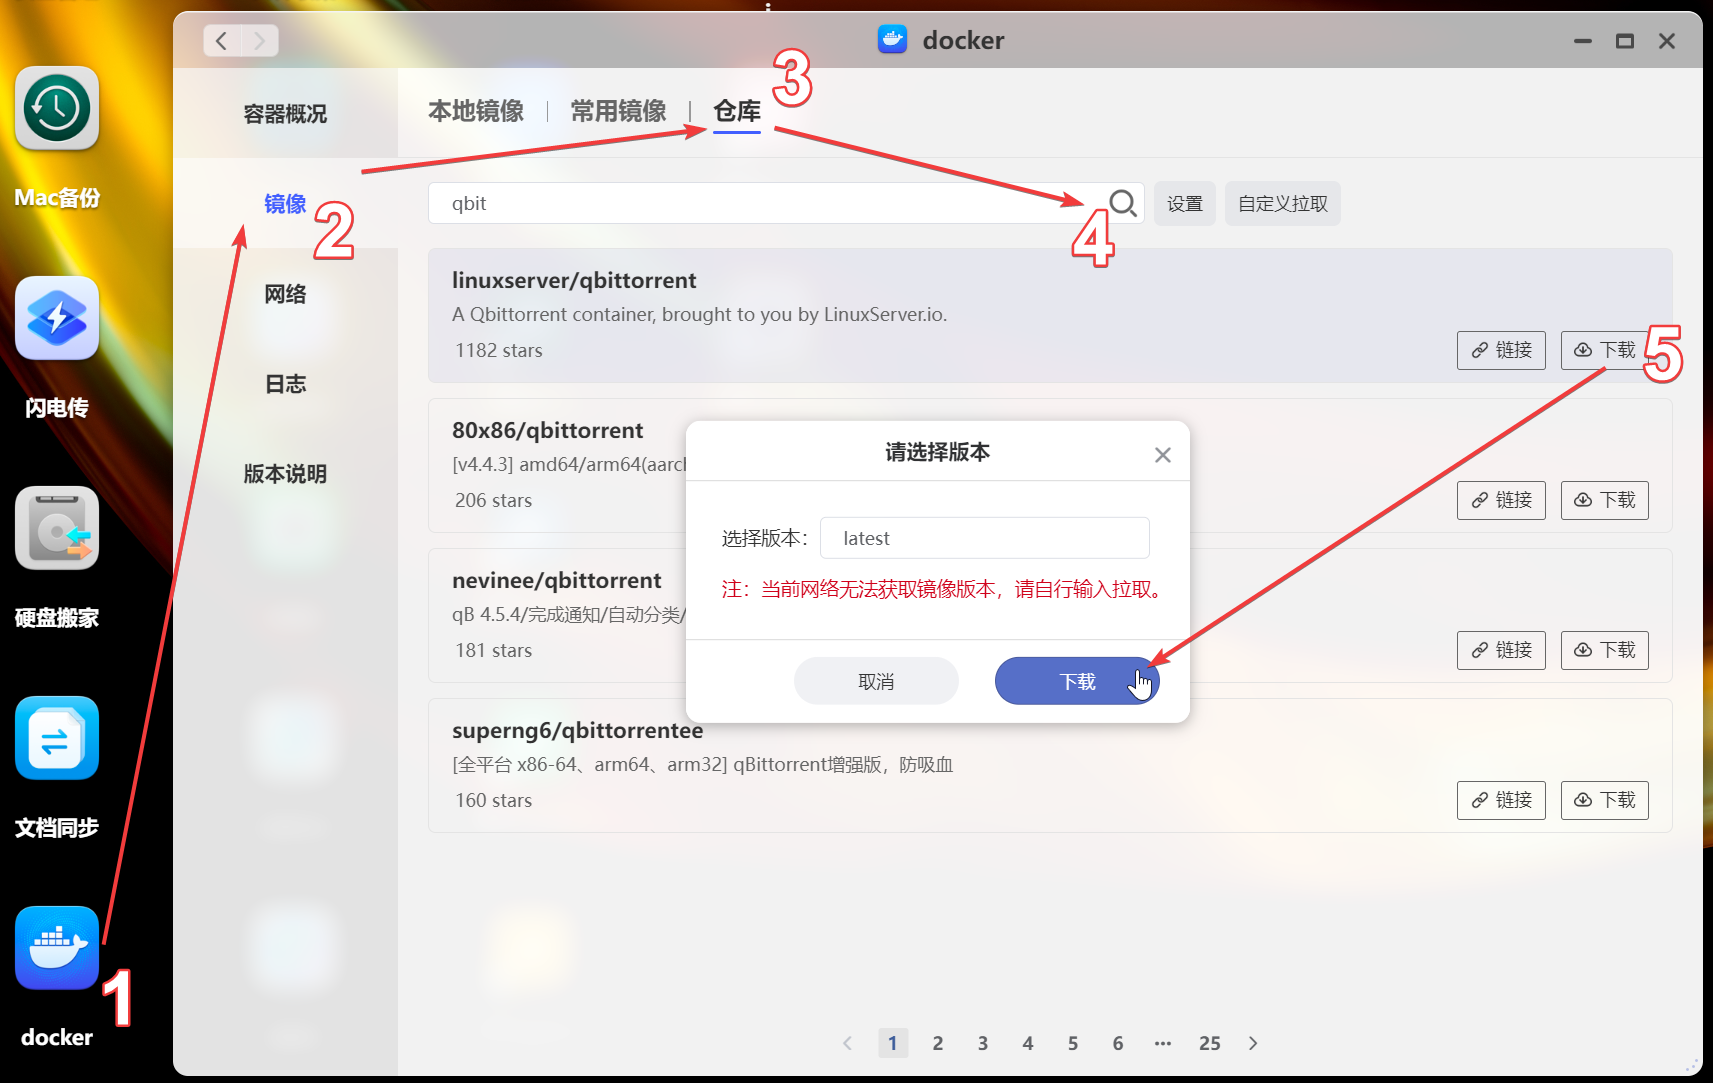 docker
Mac备份
闪电传
硬盘搬家
文档同步
docker
1
容器概况
镜像
2
网络
日志
版本说明
本地镜像 | 常用镜像 | 仓库
3
qbit
4
设置
自定义拉取
linuxserver/qbittorrent
A Qbittorrent container, brought to you by LinuxServer.io.
1182 stars
链接
下载
5
80x86/qbittorrent
[v4.4.3] amd64/arm64(aarch
206 stars
链接
下载
nevinee/qbittorrent
qB 4.5.4/完成通知/自动分类/
181 stars
链接
下载
superng6/qbittorrentee
[全平台 x86-64、arm64、arm32] qBittorrent增强版，防吸血
160 stars
链接
下载
请选择版本
选择版本： latest
注：当前网络无法获取镜像版本，请自行输入拉取。
取消
下载
1 2 3 4 5 6 ··· 25